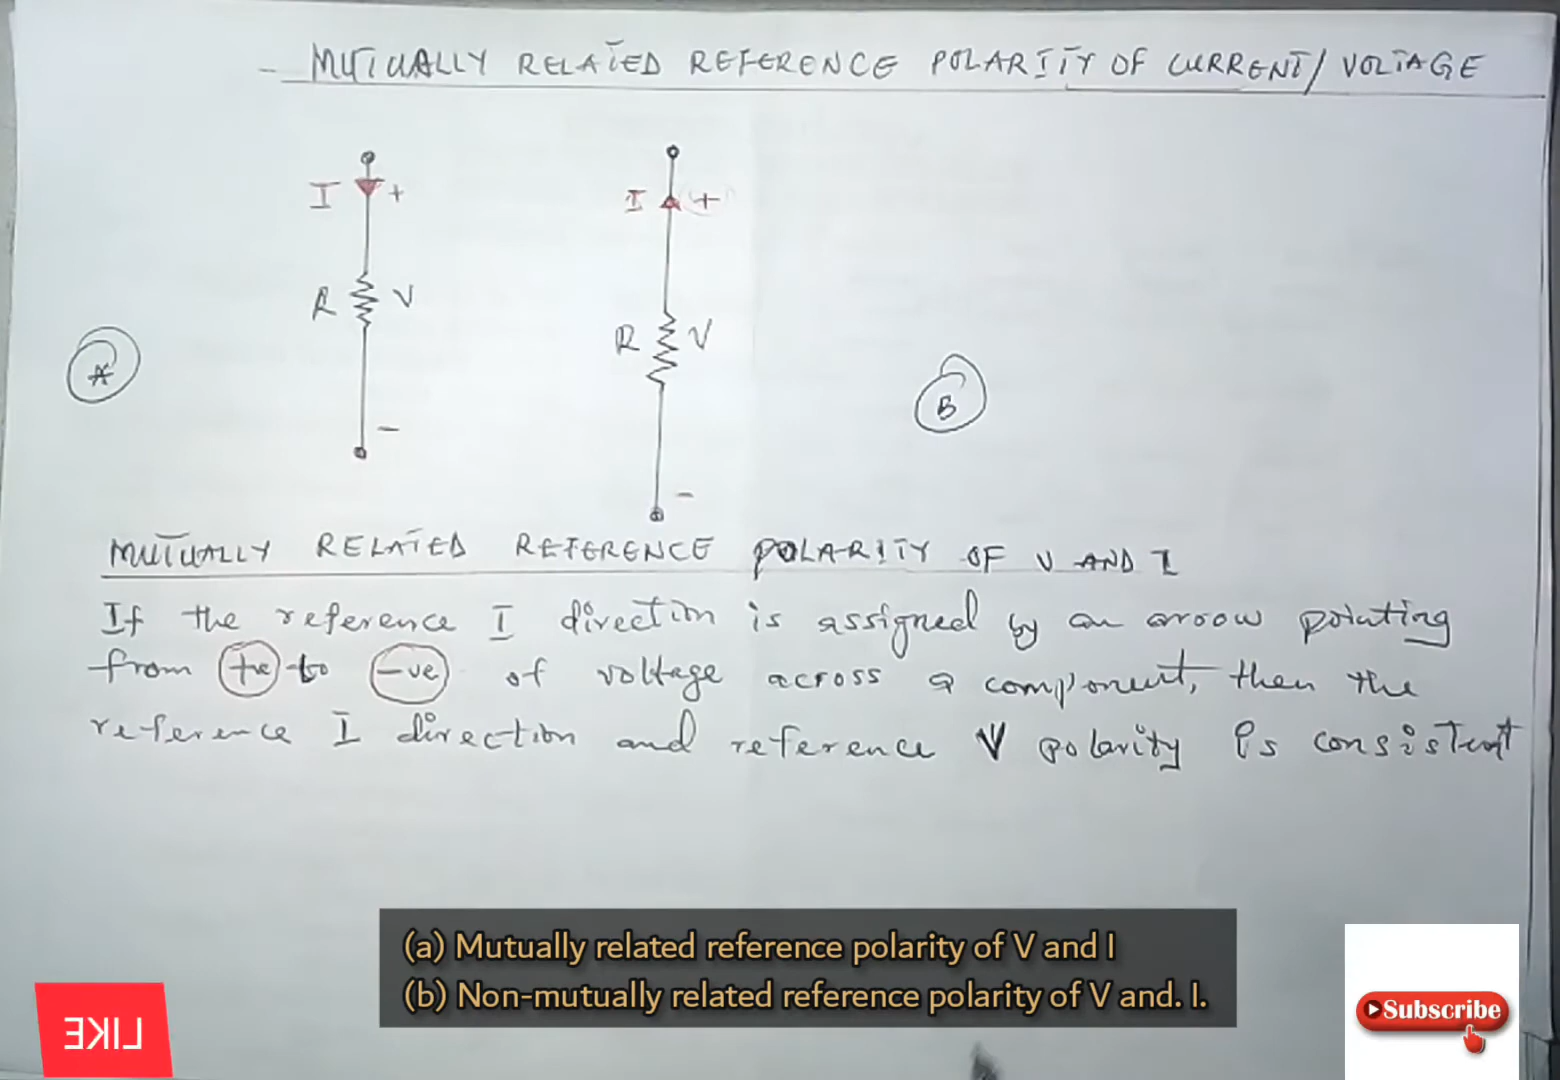 MUTUALLY RELATED REFERENCE POLARITY OF CURRENT/ VOLTAGE
I +
I +
R V
R V
A
B
-
-
MUTUALLY RELATED REFERENCE POLARITY OF V AND I
If the reference I direction is assigned by an arrow pointing
from +ve to -ve of voltage across a component, then the
reference I direction and reference V polarity is consistent
(a) Mutually related reference polarity of V and I
(b) Non-mutually related reference polarity of V and. I.
LIKE
Subscribe